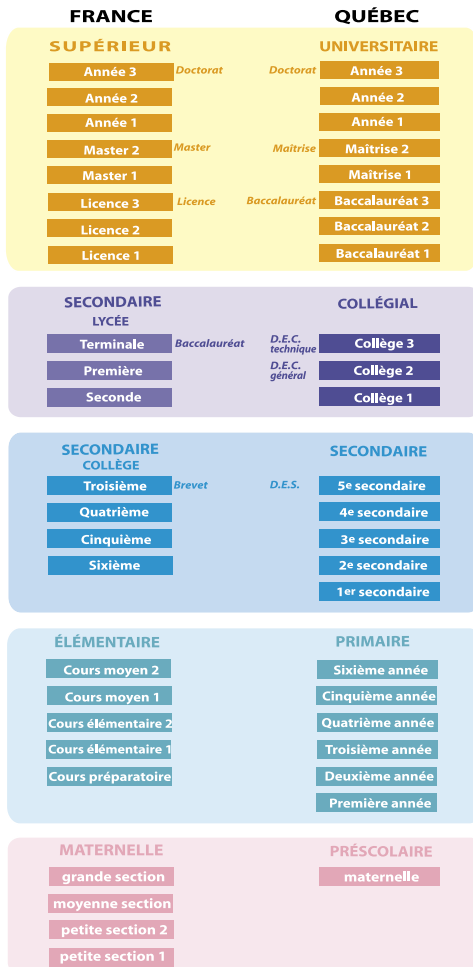 FRANCE
QUÉBEC
SUPÉRIEUR
UNIVERSITAIRE
Année 3 Doctorat
Doctorat Année 3
Année 2
Année 2
Année 1
Année 1
Master 2 Master
Maitrise Maîtrise 2
Master 1
Maîtrise 1
Licence 3 Licence
Baccalauréat Baccalauréat 3
Licence 2
Baccalauréat 2
Licence 1
Baccalauréat 1
SECONDAIRE
LYCÉE
COLLÉGIAL
Terminale Baccalauréat
D.E.C. technique Collège 3
Première
D.E.C. général Collège 2
Seconde
Collège 1
SECONDAIRE
COLLÈGE
SECONDAIRE
Troisième Brevet
D.E.S. 5e secondaire
Quatrième
4e secondaire
Cinquième
3e secondaire
Sixième
2e secondaire
1er secondaire
ÉLÉMENTAIRE
PRIMAIRE
Cours moyen 2
Sixième année
Cours moyen 1
Cinquième année
Cours élémentaire 2
Quatrième année
Cours élémentaire 1
Troisième année
Cours préparatoire
Deuxième année
Première année
MATERNELLE
PRÉSCOLAIRE
grande section
maternelle
moyenne section
petite section 2
petite section 1